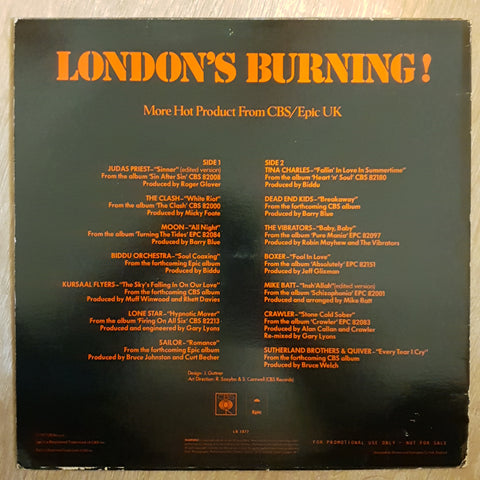 LONDON'S BURNING!
More Hot Product From CBS/Epic UK
SIDE 1
JUDAS PRIEST-"Sinner" (edited version)
From the album 'Sin After Sin' CBS 82008
Produced by Roger Glover
THE CLASH-"White Riot"
From the album 'The Clash' CBS 82000
Produced by Micky Foote
MOON-"All Night"
From the album 'Turning The Tides' EPC 82084
Produced by Barry Blue
BIDDU ORCHESTRA-"Soul Coaxing"
From the forthcoming Epic album
Produced by Biddu
KURSAAL FLYERS-"The Sky's Falling In On Our Love"
From the forthcoming CBS album
Produced by Muff Winwood and Rhett Davies
LONE STAR-"Hypnotic Mover"
From the album 'Firing On All Six' CBS 82213
Produced and engineered by Gary Lyons
SAILOR-"Romance"
From the forthcoming Epic album
Produced by Bruce Johnston and Curt Becher
SIDE 2
TINA CHARLES-"Fallin' In Love In Summertime"
From the album 'Heart 'n' Soul' CBS 82180
Produced by Biddu
DEAD END KIDS-"Breakaway"
From the forthcoming CBS album
Produced by Barry Blue
THE VIBRATORS-"Baby, Baby"
From the album 'Pure Mania' EPC 82097
Produced by Robin Mayhew and The Vibrators
BOXER-"Fool In Love"
From the album 'Absolutely' EPC 82151
Produced by Jeff Glixman
MIKE BATT-"Insh'Allah" (edited version)
From the album 'Schizophonia' EPC 82001
Produced and arranged by Mike Batt
CRAWLER-"Stone Cold Sober"
From the album 'Crawler' EPC 82083
Produced by Alan Callan and Crawler
Re-mixed by Gary Lyons
SUTHERLAND BROTHERS & QUIVER-"Every Tear I Cry"
From the forthcoming CBS album
Produced by Bruce Welch
Design: J. Gutner
Art Direction: R. Szaybo & S. Cantwell (CBS Records)
CBS
Epic
LB 1977
FOR PROMOTIONAL USE ONLY - NOT FOR SALE